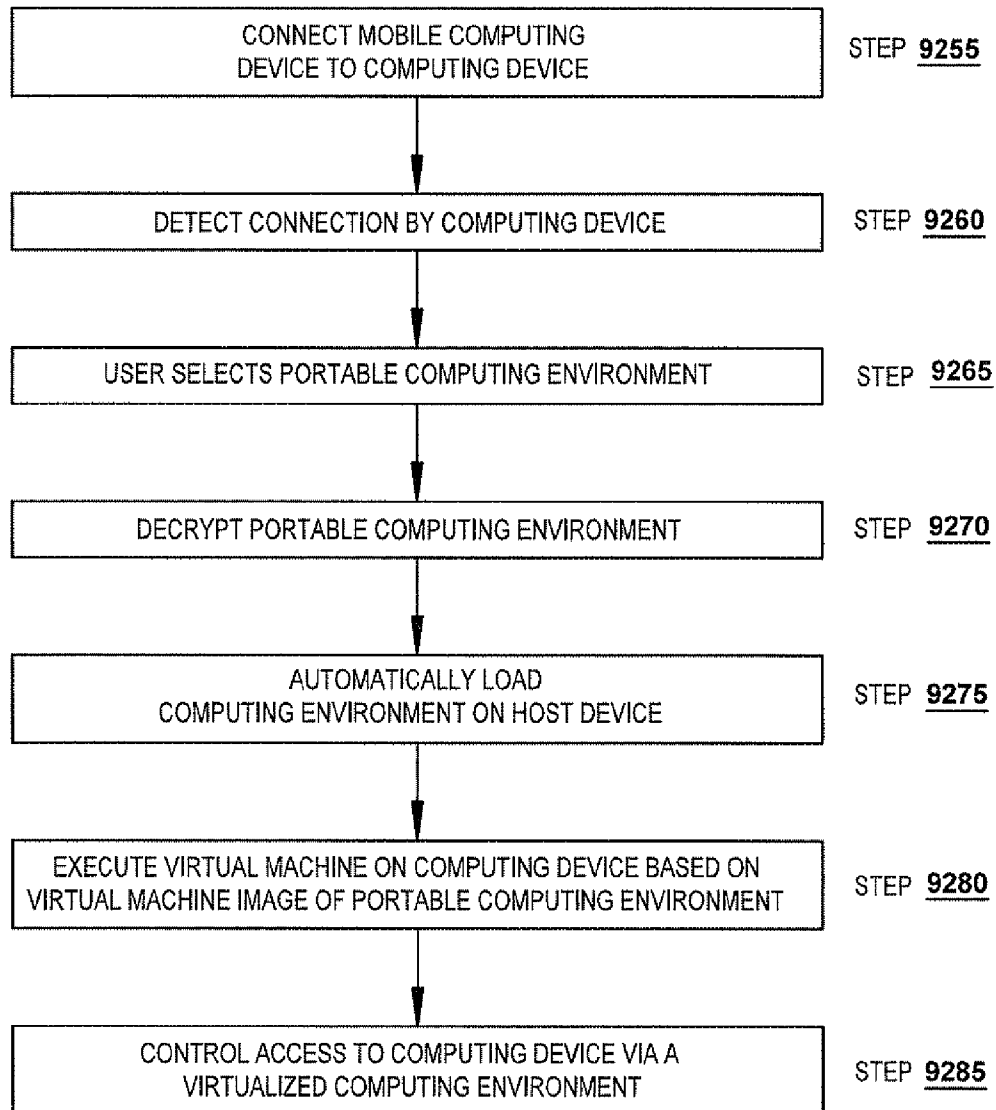 CONNECT MOBILE COMPUTING
DEVICE TO COMPUTING DEVICE
STEP 9255
DETECT CONNECTION BY COMPUTING DEVICE
STEP 9260
USER SELECTS PORTABLE COMPUTING ENVIRONMENT
STEP 9265
DECRYPT PORTABLE COMPUTING ENVIRONMENT
STEP 9270
AUTOMATICALLY LOAD
COMPUTING ENVIRONMENT ON HOST DEVICE
STEP 9275
EXECUTE VIRTUAL MACHINE ON COMPUTING DEVICE BASED ON
VIRTUAL MACHINE IMAGE OF PORTABLE COMPUTING ENVIRONMENT
STEP 9280
CONTROL ACCESS TO COMPUTING DEVICE VIA A
VIRTUALIZED COMPUTING ENVIRONMENT
STEP 9285